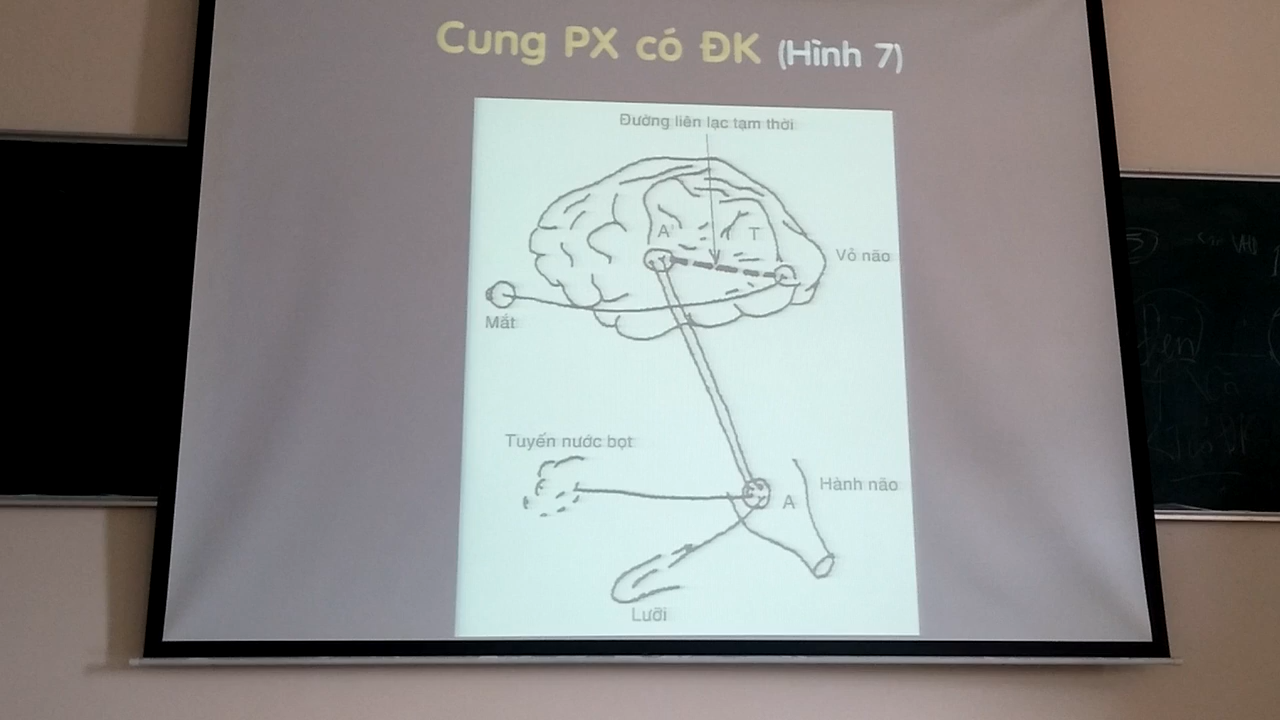 Cung PX có ĐK (Hình 7)
Đường liên lạc tạm thời
A'
T
Vỏ não
Mắt
Tuyến nước bọt
Hành não
A
Lưỡi